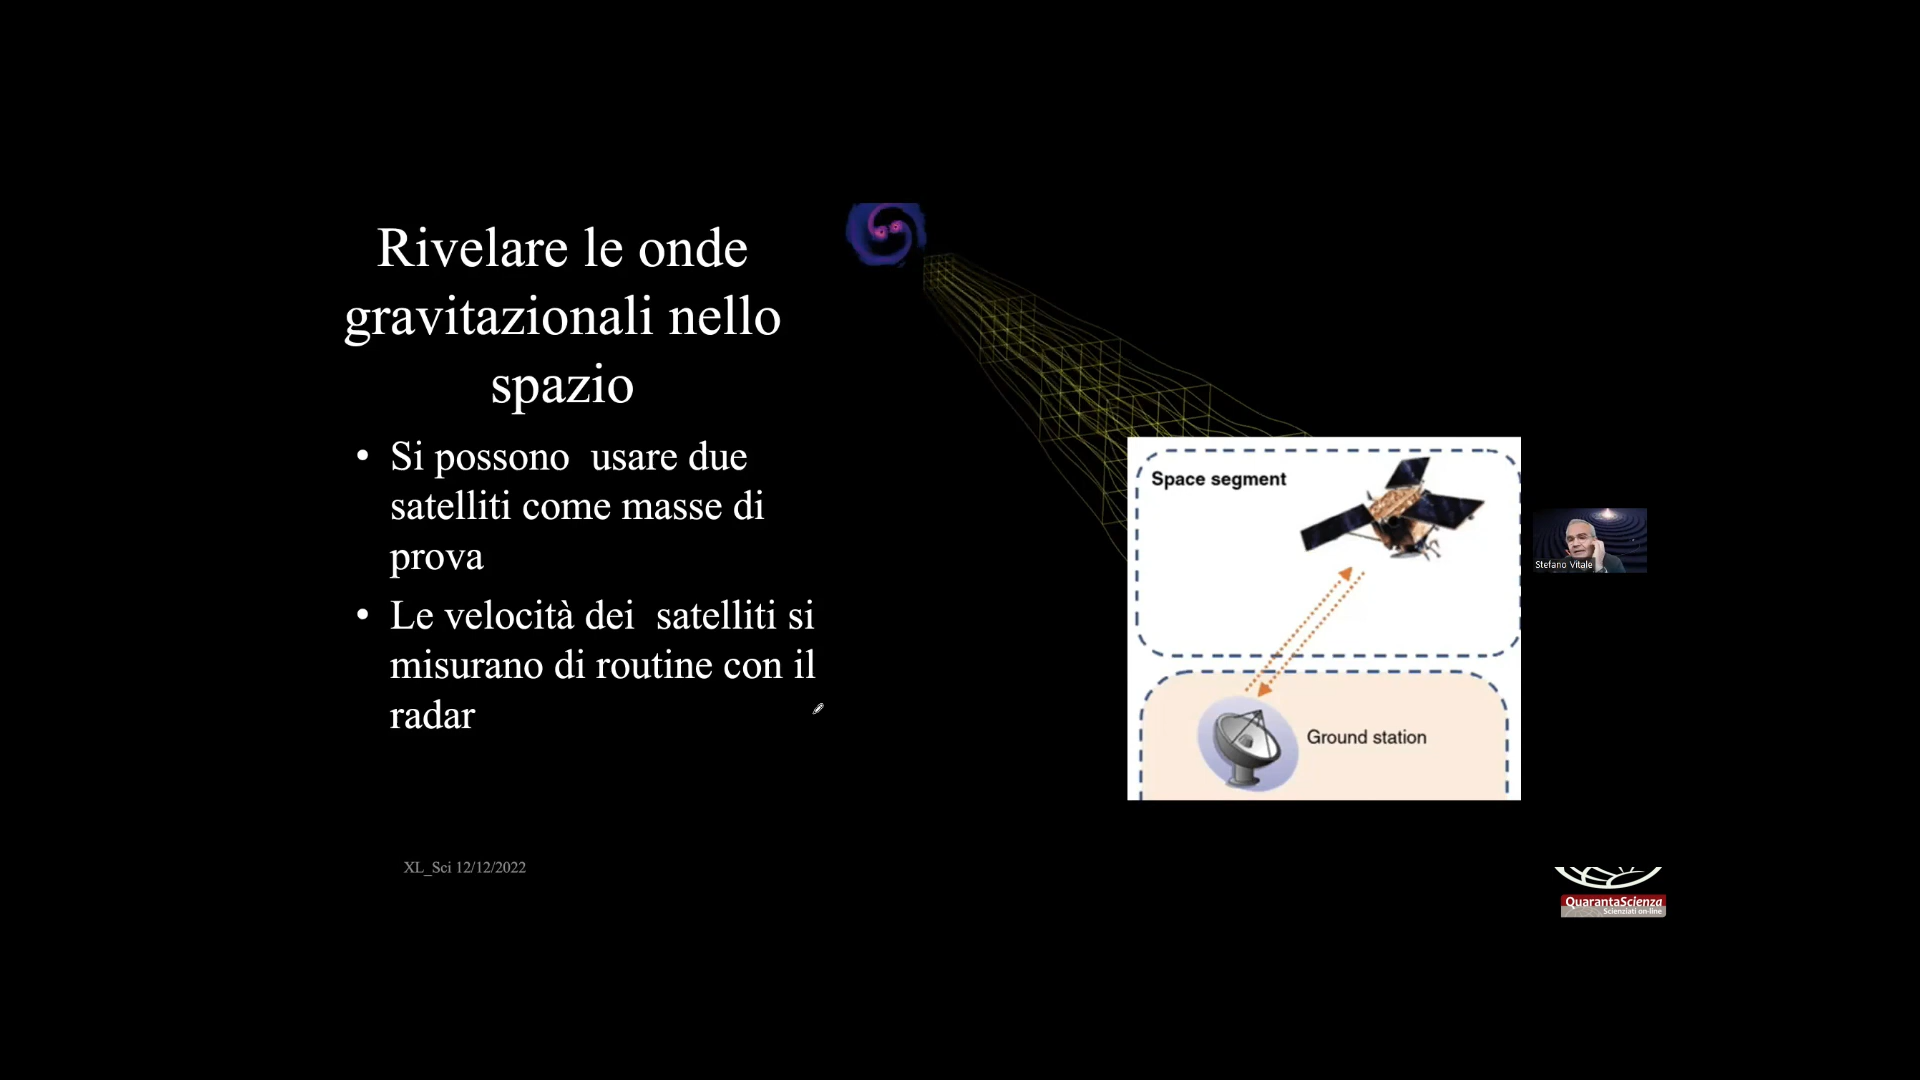 Rivelare le onde
gravitazionali nello
spazio
• Si possono  usare due
satelliti come masse di
prova
• Le velocità dei  satelliti si
misurano di routine con il
radar
Space segment
Ground station
Stefano Vitale
XL_Sci 12/12/2022
QuarantaScienza
Scienziati on-line